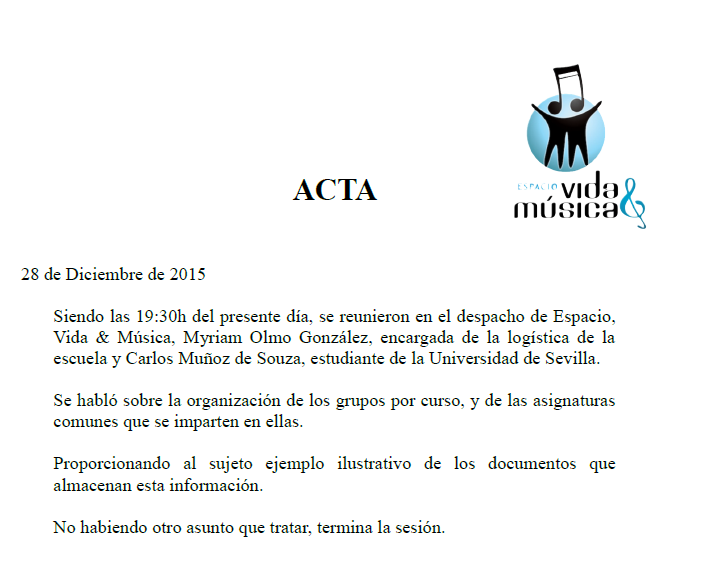 ESPACIO
vida &
música
ACTA
28 de Diciembre de 2015
Siendo las 19:30h del presente día, se reunieron en el despacho de Espacio,
Vida & Música, Myriam Olmo González, encargada de la logística de la
escuela y Carlos Muñoz de Souza, estudiante de la Universidad de Sevilla.
Se habló sobre la organización de los grupos por curso, y de las asignaturas
comunes que se imparten en ellas.
Proporcionando al sujeto ejemplo ilustrativo de los documentos que
almacenan esta información.
No habiendo otro asunto que tratar, termina la sesión.